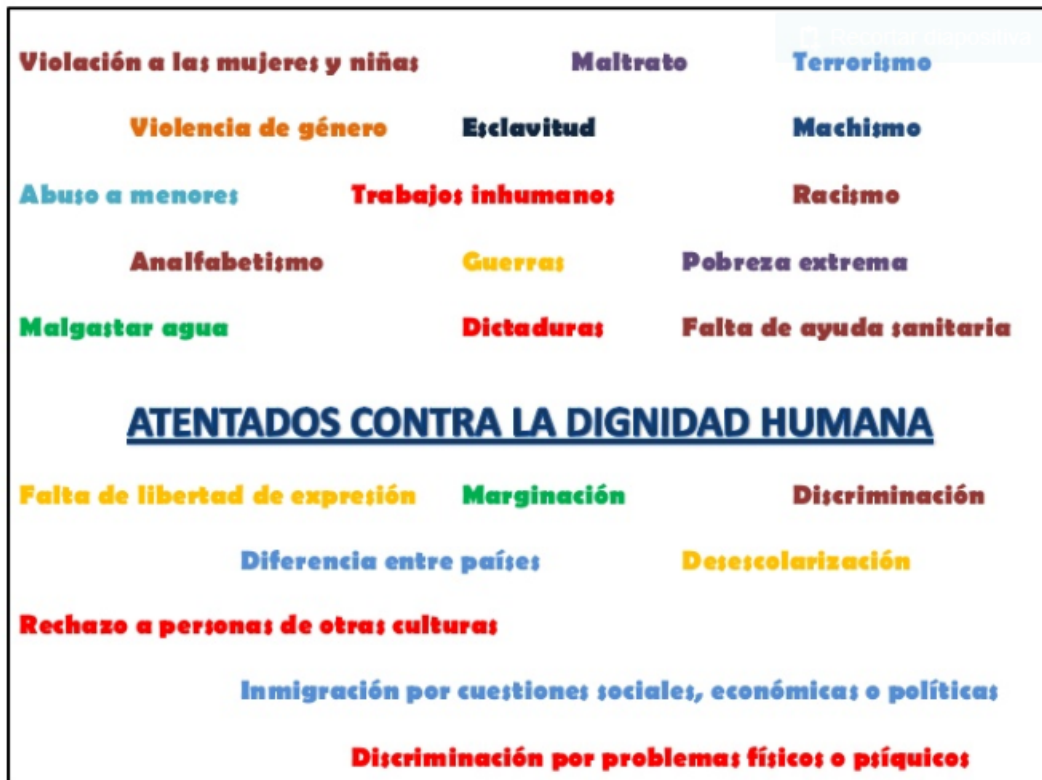 Recortar diapositiva
Violación a las mujeres y niñas Maltrato Terrorismo
Violencia de género Esclavitud Machismo
Abuso a menores Trabajos inhumanos Racismo
Analfabetismo Guerras Pobreza extrema
Malgastar agua Dictaduras Falta de ayuda sanitaria
ATENTADOS CONTRA LA DIGNIDAD HUMANA
Falta de libertad de expresión Marginación Discriminación
Diferencia entre países Desescolarización
Rechazo a personas de otras culturas
Inmigración por cuestiones sociales, económicas o políticas
Discriminación por problemas físicos o psíquicos